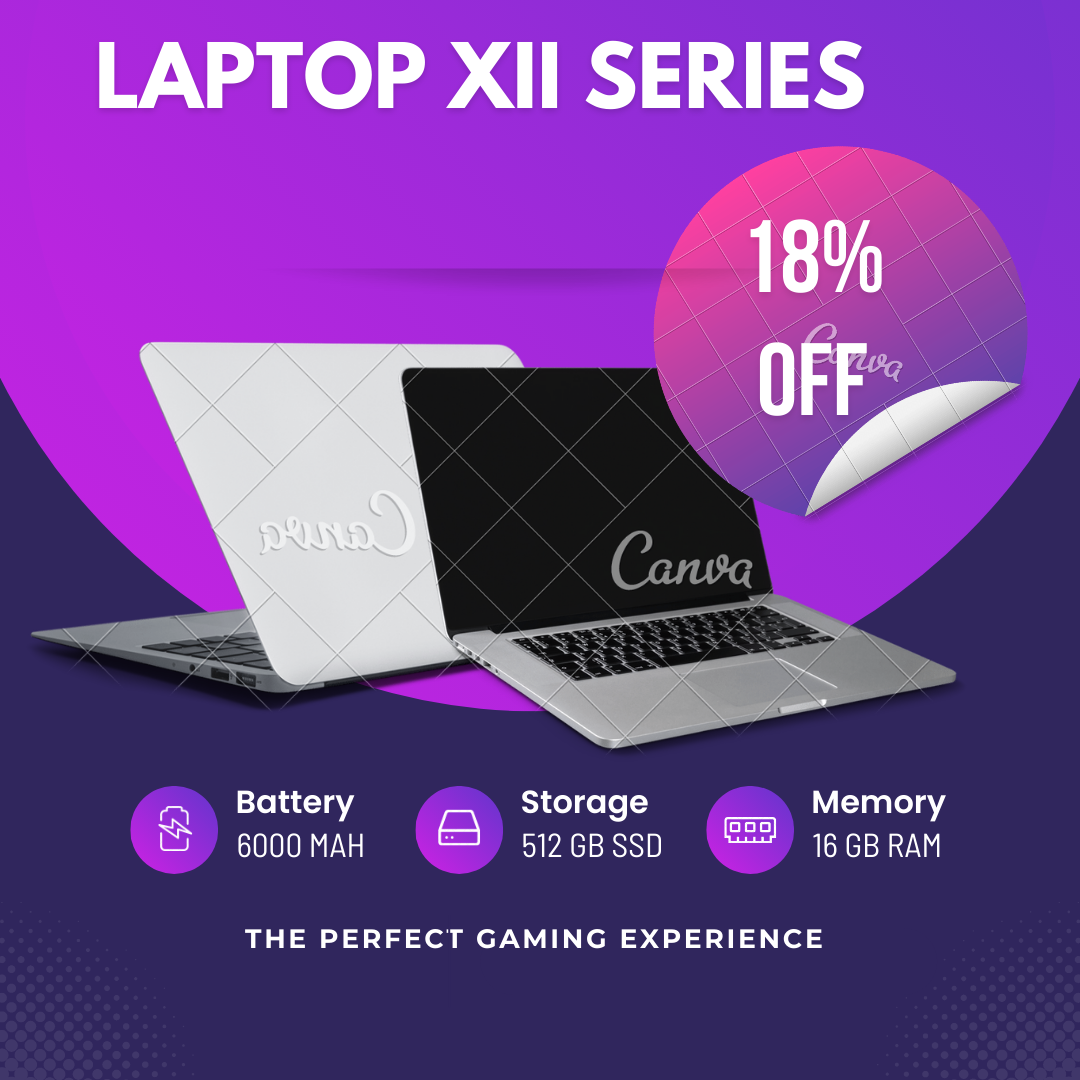 LAPTOP XII SERIES
18%
OFF
Canva
Canva
Canva
Battery
6000 MAH
Storage
512 GB SSD
Memory
16 GB RAM
THE PERFECT GAMING EXPERIENCE